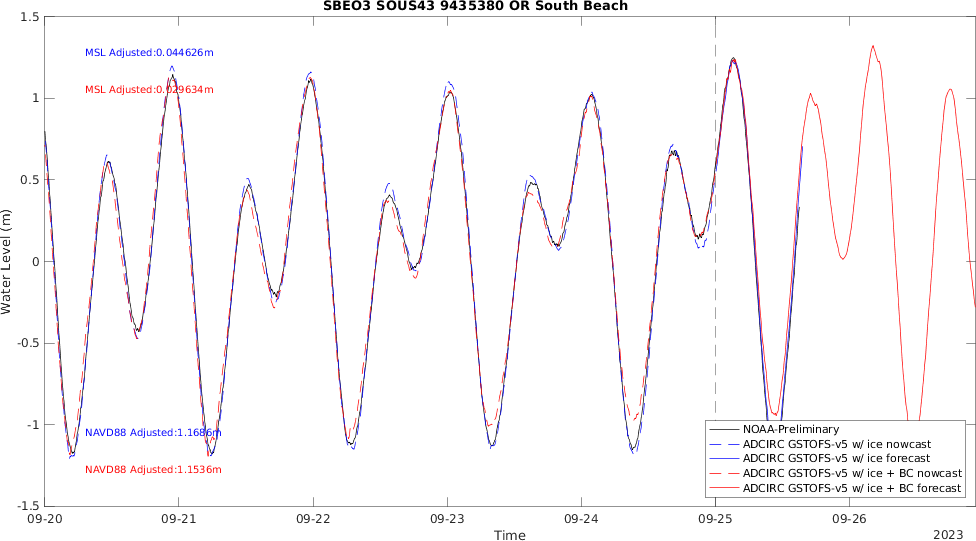 SBEO3 SOUS43 9435380 OR South Beach
1.5
1
0.5
0
-0.5
-1
-1.5
Water Level (m)
MSL Adjusted:0.044626m
MSL Adjusted:0.029634m
NAVD88 Adjusted:1.1686m
NAVD88 Adjusted:1.1536m
NOAA-Preliminary
ADCIRC GSTOFS-v5 w/ ice nowcast
ADCIRC GSTOFS-v5 w/ ice forecast
ADCIRC GSTOFS-v5 w/ ice + BC nowcast
ADCIRC GSTOFS-v5 w/ ice + BC forecast
09-20 09-21 09-22 09-23 09-24 09-25 09-26
Time
2023